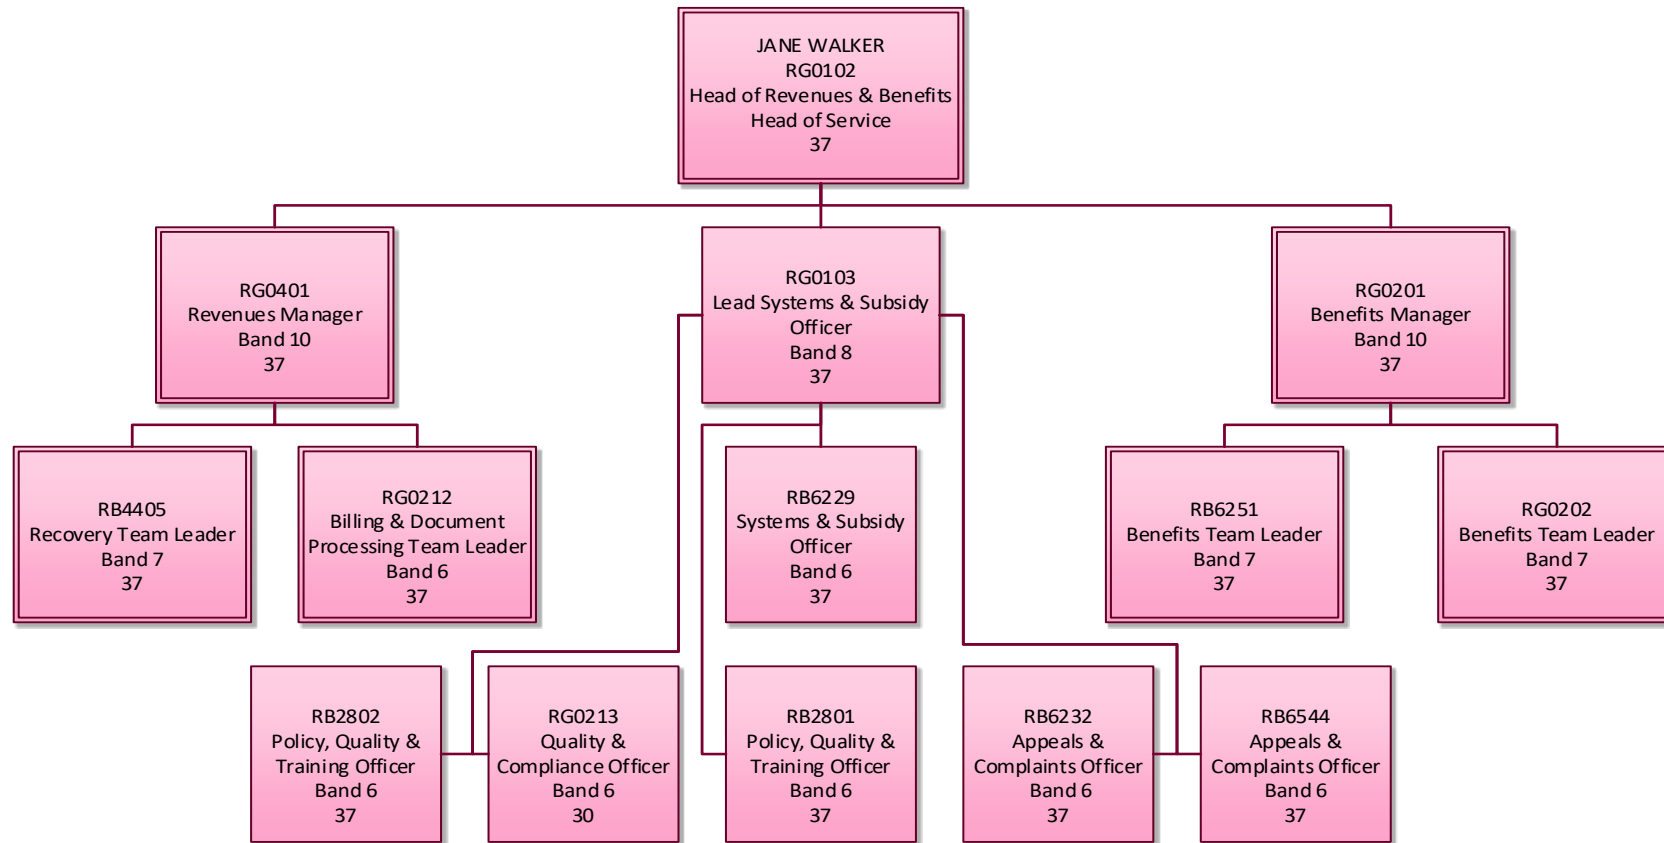 JANE WALKER
RG0102
Head of Revenues & Benefits
Head of Service
37
RG0401
Revenues Manager
Band 10
37
RG0103
Lead Systems & Subsidy
Officer
Band 8
37
RG0201
Benefits Manager
Band 10
37
RB4405
Recovery Team Leader
Band 7
37
RG0212
Billing & Document
Processing Team Leader
Band 6
37
RB6229
Systems & Subsidy
Officer
Band 6
37
RB6251
Benefits Team Leader
Band 7
37
RG0202
Benefits Team Leader
Band 7
37
RB2802
Policy, Quality &
Training Officer
Band 6
37
RG0213
Quality &
Compliance Officer
Band 6
30
RB2801
Policy, Quality &
Training Officer
Band 6
37
RB6232
Appeals &
Complaints Officer
Band 6
37
RB6544
Appeals &
Complaints Officer
Band 6
37